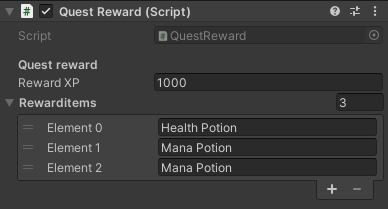 Quest Reward (Script)
Script # QuestReward
Quest reward
Reward XP 1000
Rewarditems 3
Element 0 Health Potion
Element 1 Mana Potion
Element 2 Mana Potion
+ −